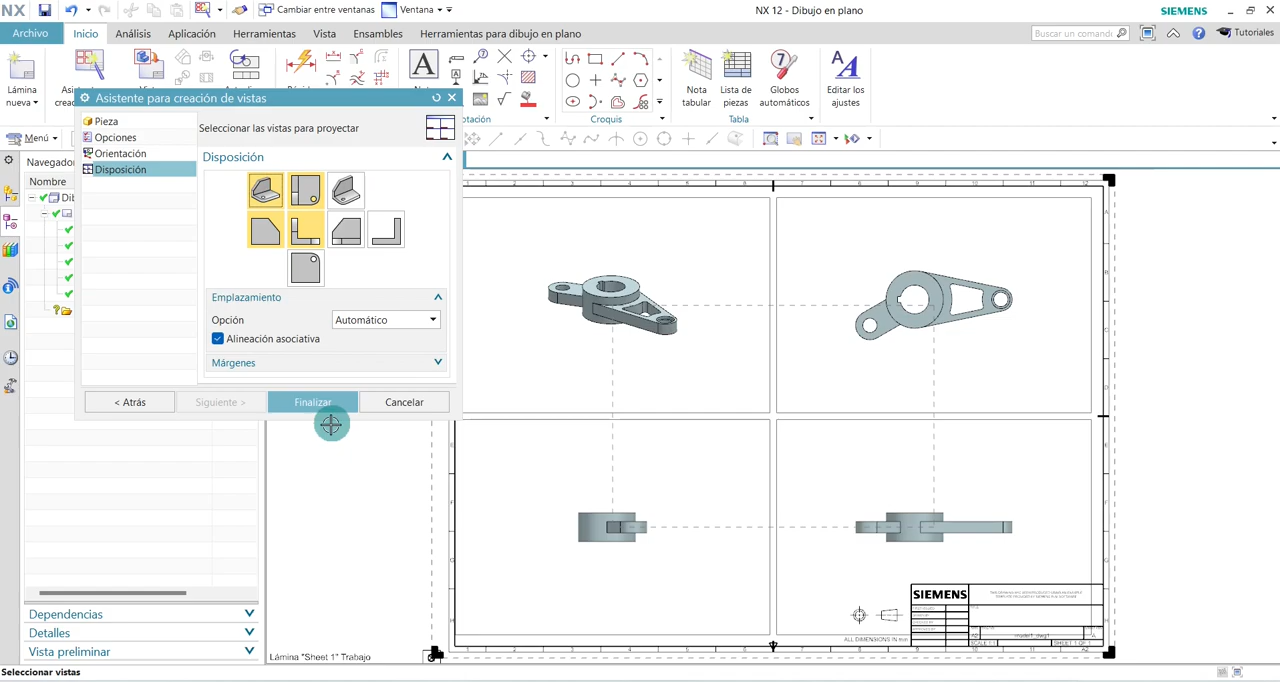 NX
Cambiar entre ventanas
Ventana
NX 12 - Dibujo en plano
SIEMENS
Archivo
Inicio
Análisis
Aplicación
Herramientas
Vista
Ensambles
Herramientas para dibujo en plano
Buscar un comando
Tutoriales
Lámina
nueva
Nota
tabular
Lista de
piezas
Globos
automáticos
Editar los
ajustes
Croquis
Tabla
Menú
Asistente para creación de vistas
Pieza
Opciones
Orientación
Disposición
Seleccionar las vistas para proyectar
Disposición
Emplazamiento
Opción
Automático
Alineación asociativa
Márgenes
< Atrás
Siguiente >
Finalizar
Cancelar
Nombre
Dependencias
Detalles
Vista preliminar
Lámina "Sheet 1" Trabajo
SIEMENS
ALL DIMENSIONS IN mm
Seleccionar vistas